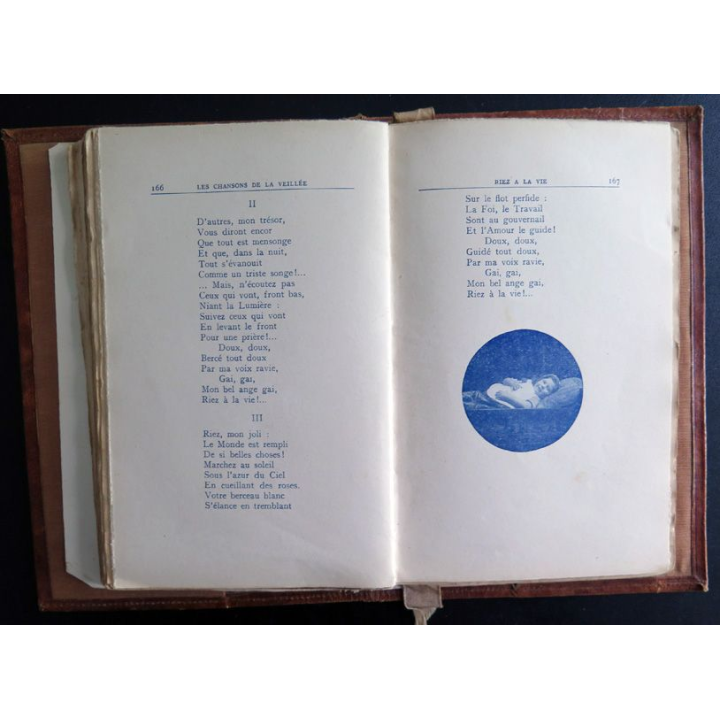 166 LES CHANSONS DE LA VEILLÉE
II
D'autres, mon trésor,
Vous diront encor
Que tout est mensonge
Et que, dans la nuit,
Tout s'évanouit
Comme un triste songe!...
... Mais, n'écoutez pas
Ceux qui vont, front bas,
Niant la Lumière :
Suivez ceux qui vont
En levant le front
Pour une prière!...
Doux, doux,
Bercé tout doux
Par ma voix ravie,
Gai, gai,
Mon bel ange gai,
Riez à la vie!...
III
Riez, mon joli :
Le Monde est rempli
De si belles choses!
Marchez au soleil
Sous l'azur du Ciel
En cueillant des roses.
Votre berceau blanc
S'élance en tremblant
RIEZ A LA VIE 167
Sur le flot perfide :
La Foi, le Travail
Sont au gouvernail
Et l'Amour le guide!
Doux, doux,
Guidé tout doux,
Par ma voix ravie,
Gai, gai,
Mon bel ange gai,
Riez à la vie!...